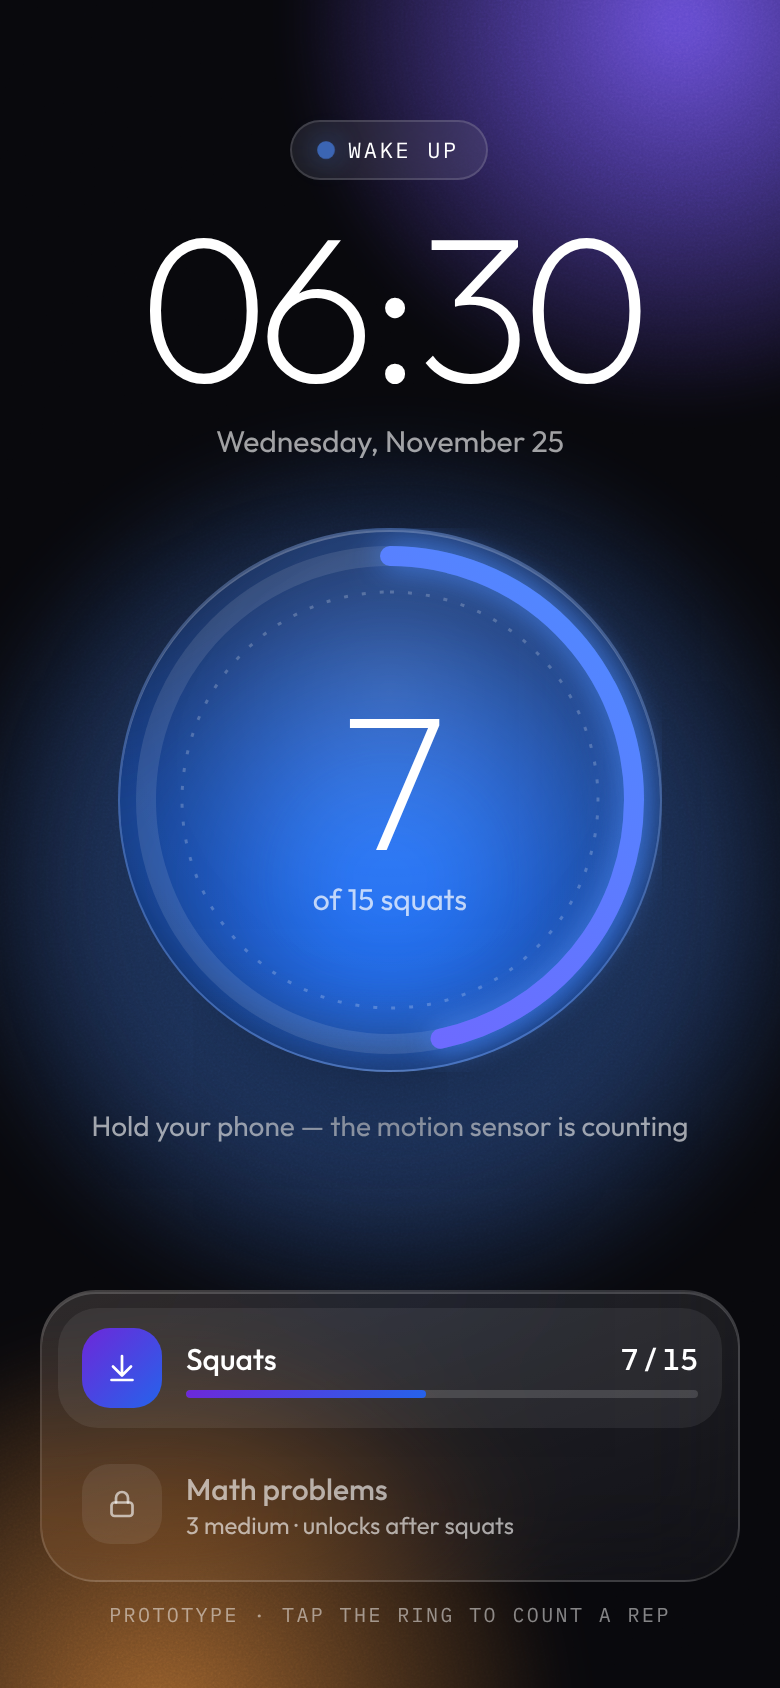 WAKE UP
06:30
Wednesday, November 25
7
of 15 squats
Hold your phone — the motion sensor is counting
Squats
7 / 15
Math problems
3 medium · unlocks after squats
PROTOTYPE · TAP THE RING TO COUNT A REP